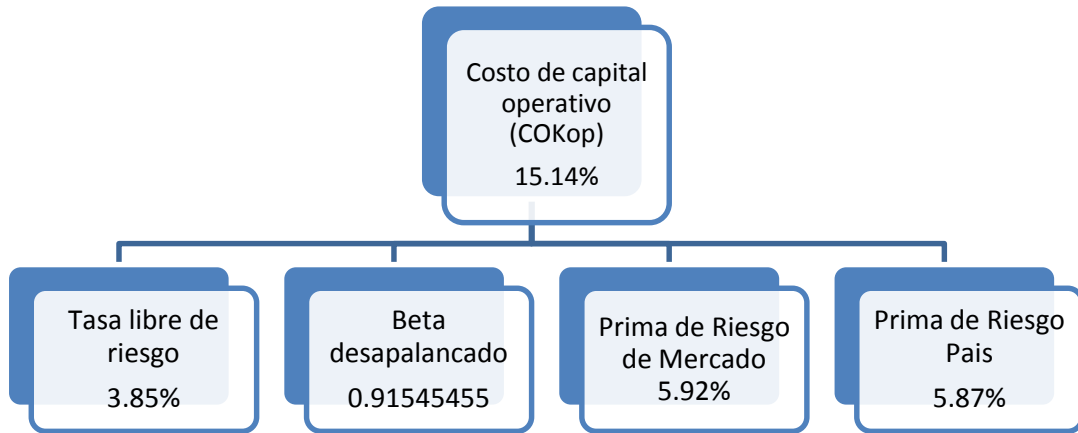 Costo de capital
operativo
(COKop)
15.14%
Tasa libre de
riesgo
3.85%
Beta
desapalancado
0.91545455
Prima de Riesgo
de Mercado
5.92%
Prima de Riesgo
Pais
5.87%